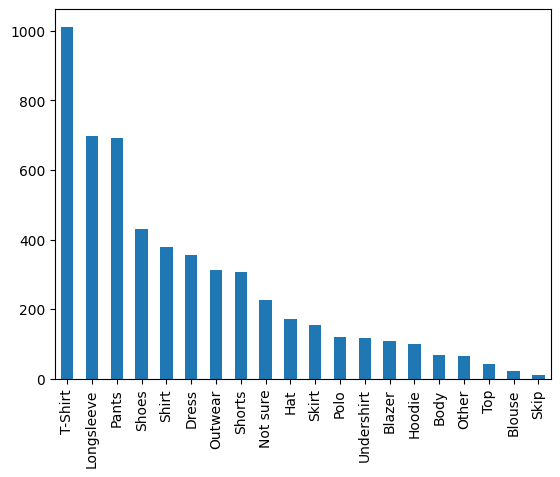 1000
800
600
400
200
0
T-Shirt
Longsleeve
Pants
Shoes
Shirt
Dress
Outwear
Shorts
Not sure
Hat
Skirt
Polo
Undershirt
Blazer
Hoodie
Body
Other
Top
Blouse
Skip